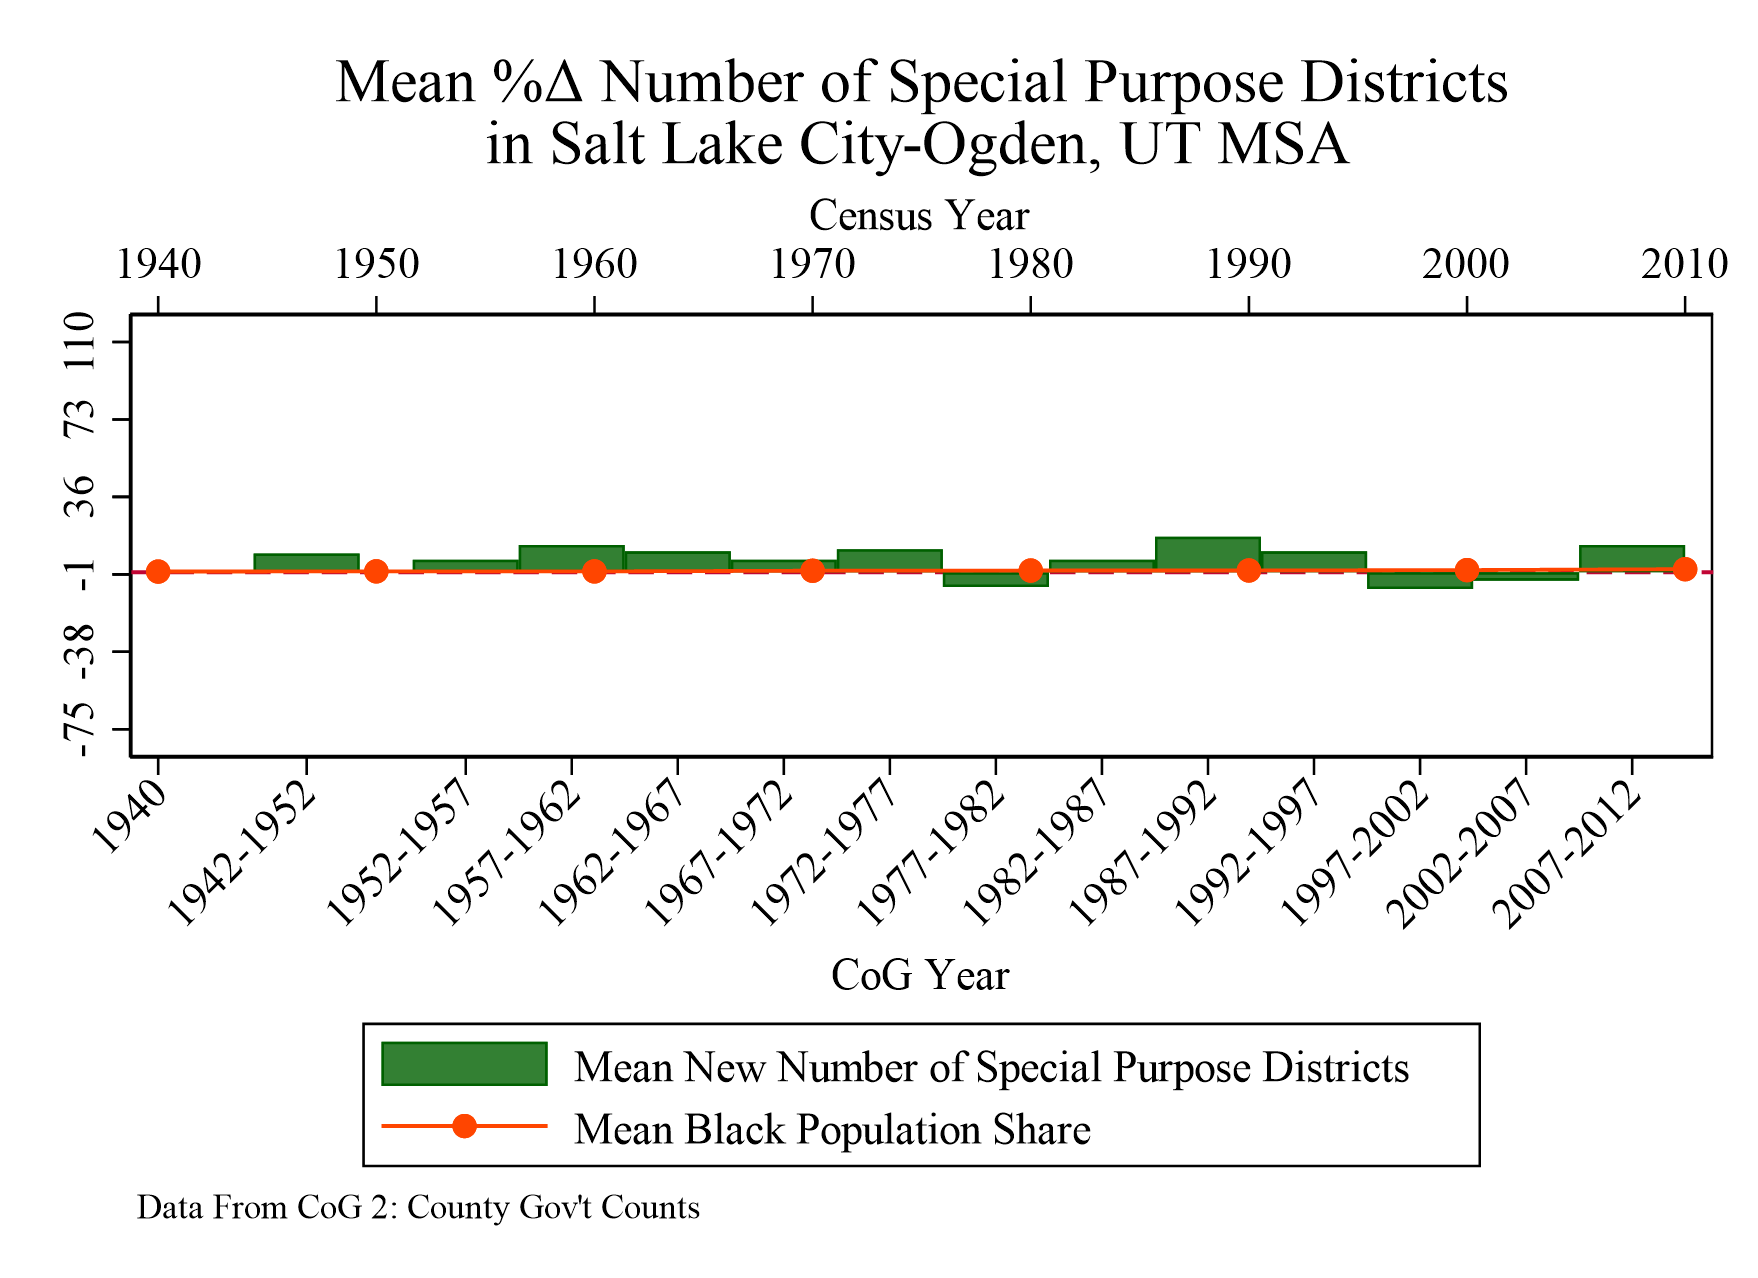 Mean %Δ Number of Special Purpose Districts
in Salt Lake City-Ogden, UT MSA
Census Year
1940 1950 1960 1970 1980 1990 2000 2010
110
73
36
-1
-38
-75
1940 1942-1952 1952-1957 1957-1962 1962-1967 1967-1972 1972-1977 1977-1982 1982-1987 1987-1992 1992-1997 1997-2002 2002-2007 2007-2012
CoG Year
Mean New Number of Special Purpose Districts
Mean Black Population Share
Data From CoG 2: County Gov't Counts